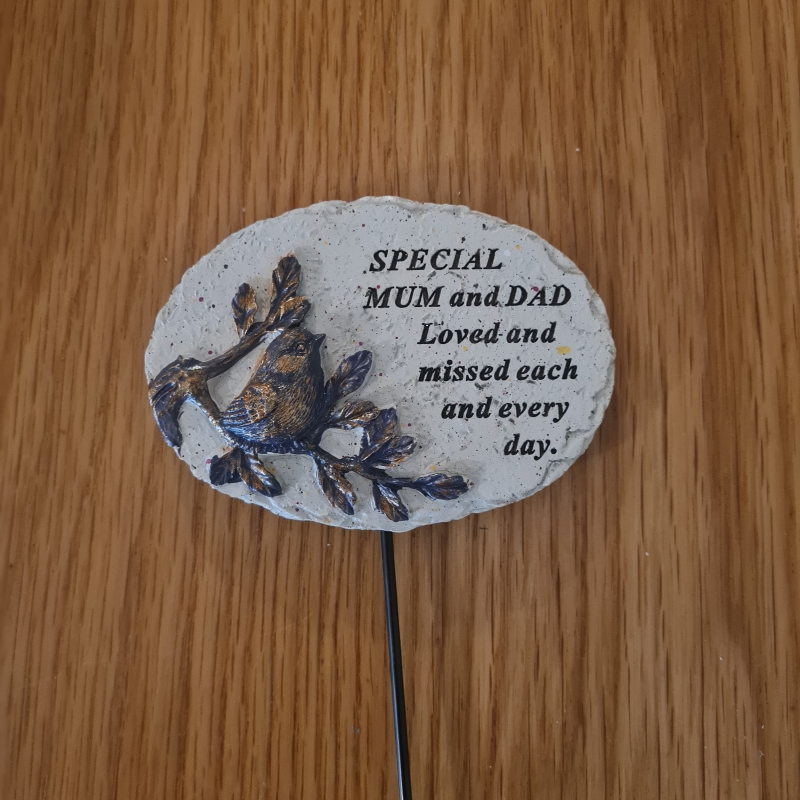 SPECIAL
MUM and DAD
Loved and
missed each
and every
day.